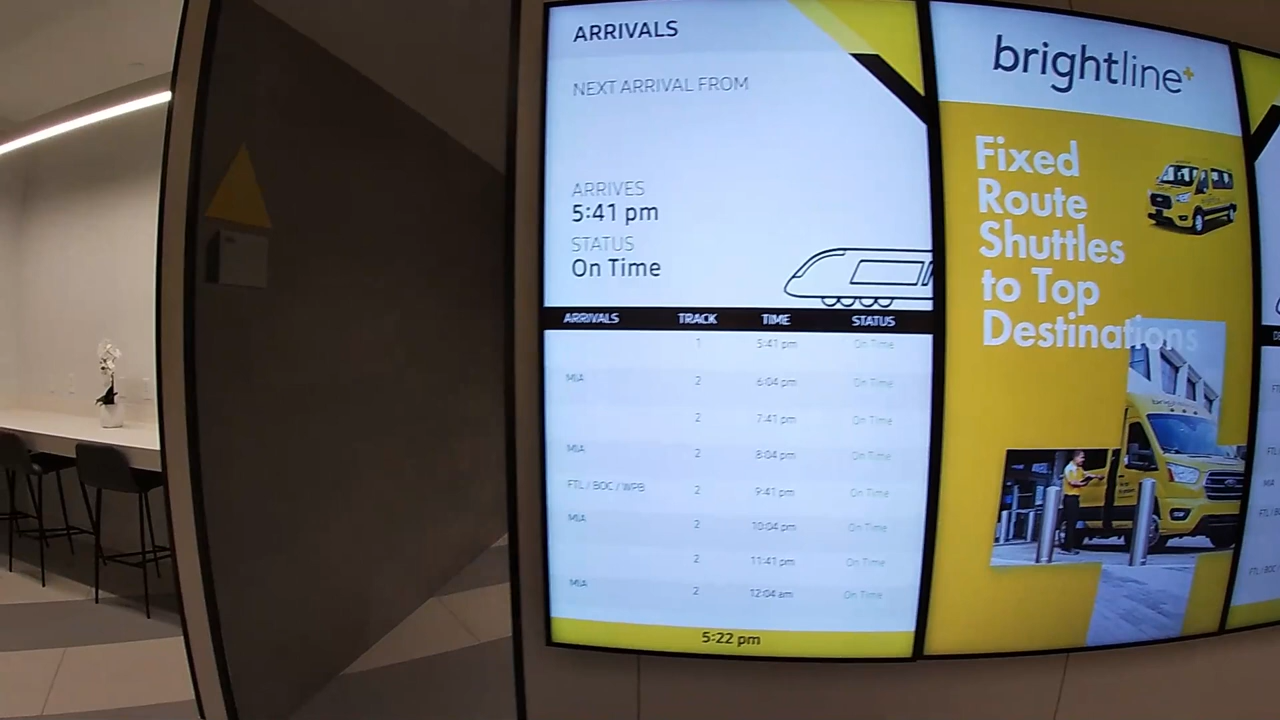 ARRIVALS
NEXT ARRIVAL FROM
ARRIVES
5:41 pm
STATUS
On Time
ARRIVALS TRACK TIME STATUS
1 5:41 pm On Time
MIA 2 6:04 pm On Time
2 7:41 pm On Time
MIA 2 8:04 pm On Time
FTL / BOC / WPB 2 9:41 pm On Time
MIA 2 10:04 pm On Time
2 11:41 pm On Time
MIA 2 12:04 am On Time
5:22 pm
brightline+
Fixed
Route
Shuttles
to Top
Destinations